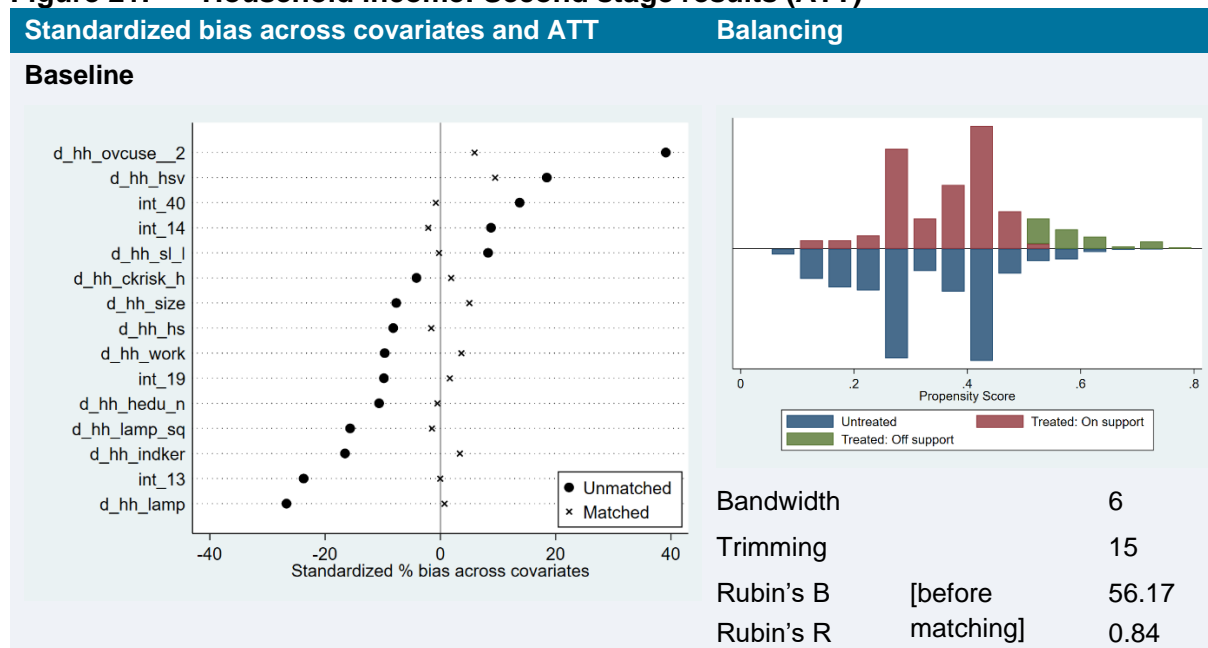 Standardized bias across covariates and ATT
Balancing
Baseline
d_hh_ovcuse__2
d_hh_hsv
int_40
int_14
d_hh_sl_l
d_hh_ckrisk_h
d_hh_size
d_hh_hs
d_hh_work
int_19
d_hh_hedu_n
d_hh_lamp_sq
d_hh_indker
int_13
d_hh_lamp
Unmatched
Matched
-40 -20 0 20 40
Standardized % bias across covariates
0 .2 .4 .6 .8
Propensity Score
Untreated Treated: On support
Treated: Off support
Bandwidth 6
Trimming 15
Rubin's B [before 56.17
Rubin's R matching] 0.84